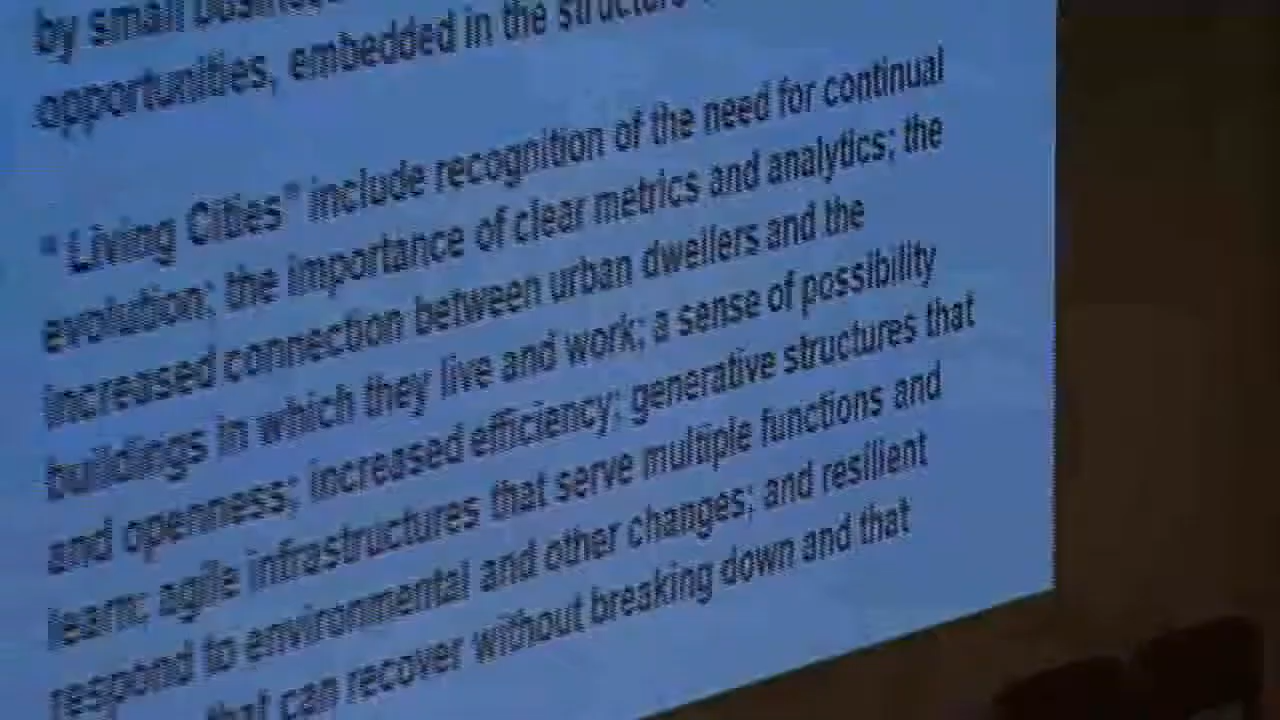 by small
opportunities, embedded in the structure
"Living Cities" include recognition of the need for continual
evolution; the importance of clear metrics and analytics; the
increased connection between urban dwellers and the
buildings in which they live and work; a sense of possibility
and openness; increased efficiency; generative structures that
learn; agile infrastructures that serve multiple functions and
respond to environmental and other changes; and resilient
that can recover without breaking down and that